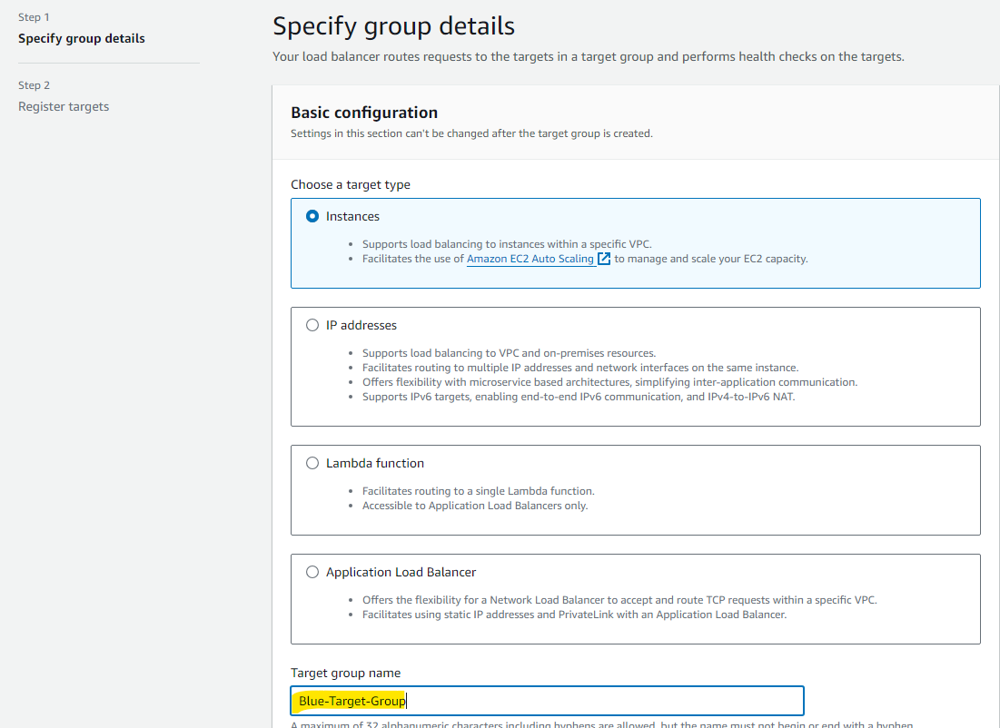 Step 1
Specify group details
Step 2
Register targets
Specify group details
Your load balancer routes requests to the targets in a target group and performs health checks on the targets.
Basic configuration
Settings in this section can't be changed after the target group is created.
Choose a target type
Instances
Supports load balancing to instances within a specific VPC.
Facilitates the use of Amazon EC2 Auto Scaling to manage and scale your EC2 capacity.
IP addresses
Supports load balancing to VPC and on-premises resources.
Facilitates routing to multiple IP addresses and network interfaces on the same instance.
Offers flexibility with microservice based architectures, simplifying inter-application communication.
Supports IPv6 targets, enabling end-to-end IPv6 communication, and IPv4-to-IPv6 NAT.
Lambda function
Facilitates routing to a single Lambda function.
Accessible to Application Load Balancers only.
Application Load Balancer
Offers the flexibility for a Network Load Balancer to accept and route TCP requests within a specific VPC.
Facilitates using static IP addresses and PrivateLink with an Application Load Balancer.
Target group name
Blue-Target-Group
A maximum of 32 alphanumeric characters including hyphens are allowed, but the name must not begin or end with a hyphen.